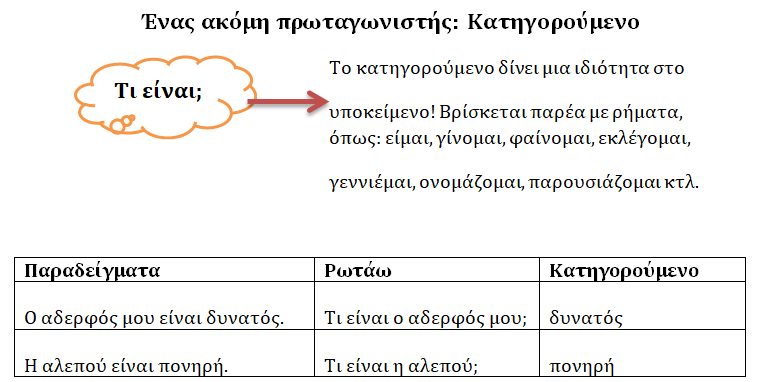 Ένας ακόμη πρωταγωνιστής: Κατηγορούμενο
Τι είναι;
Το κατηγορούμενο δίνει μια ιδιότητα στο
υποκείμενο! Βρίσκεται παρέα με ρήματα,
όπως: είμαι, γίνομαι, φαίνομαι, εκλέγομαι,
γεννιέμαι, ονομάζομαι, παρουσιάζομαι κτλ.
Παραδείγματα Ρωτάω Κατηγορούμενο
Ο αδερφός μου είναι δυνατός. Τι είναι ο αδερφός μου; δυνατός
Η αλεπού είναι πονηρή. Τι είναι η αλεπού; πονηρή